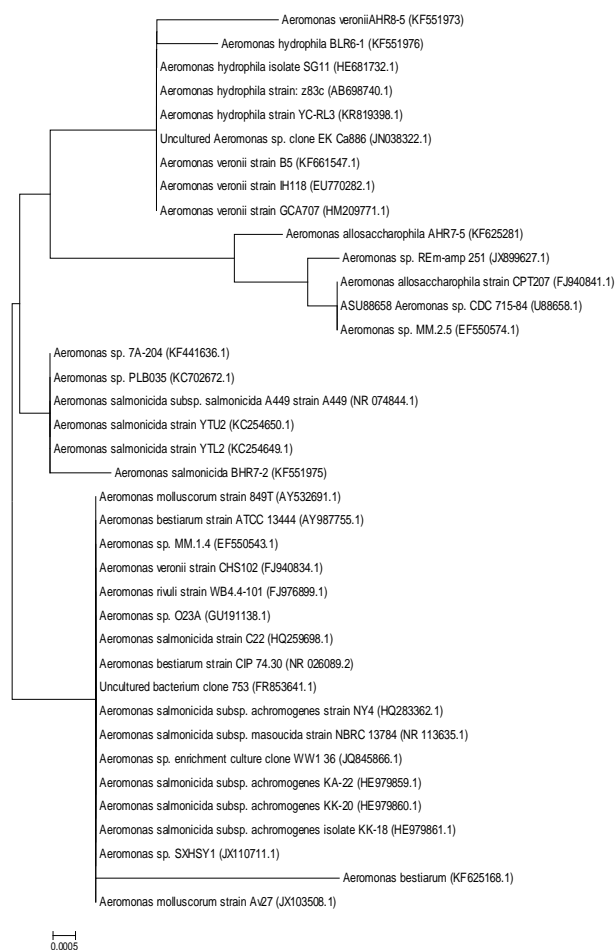 Aeromonas veroniiAHR8-5 (KF551973)
Aeromonas hydrophila BLR6-1 (KF551976)
Aeromonas hydrophila isolate SG11 (HE681732.1)
Aeromonas hydrophila strain: z83c (AB698740.1)
Aeromonas hydrophila strain YC-RL3 (KR819398.1)
Uncultured Aeromonas sp. clone EK Ca886 (JN038322.1)
Aeromonas veronii strain B5 (KF661547.1)
Aeromonas veronii strain IH118 (EU770282.1)
Aeromonas veronii strain GCA707 (HM209771.1)
Aeromonas allosaccharophila AHR7-5 (KF625281)
Aeromonas sp. REm-amp 251 (JX899627.1)
Aeromonas allosaccharophila strain CPT207 (FJ940841.1)
ASU88658 Aeromonas sp. CDC 715-84 (U88658.1)
Aeromonas sp. MM.2.5 (EF550574.1)
Aeromonas sp. 7A-204 (KF441636.1)
Aeromonas sp. PLB035 (KC702672.1)
Aeromonas salmonicida subsp. salmonicida A449 strain A449 (NR 074844.1)
Aeromonas salmonicida strain YTU2 (KC254650.1)
Aeromonas salmonicida strain YTL2 (KC254649.1)
Aeromonas salmonicida BHR7-2 (KF551975)
Aeromonas molluscorum strain 849T (AY532691.1)
Aeromonas bestiarum strain ATCC 13444 (AY987755.1)
Aeromonas sp. MM.1.4 (EF550543.1)
Aeromonas veronii strain CHS102 (FJ940834.1)
Aeromonas rivuli strain WB4.4-101 (FJ976899.1)
Aeromonas sp. O23A (GU191138.1)
Aeromonas salmonicida strain C22 (HQ259698.1)
Aeromonas bestiarum strain CIP 74.30 (NR 026089.2)
Uncultured bacterium clone 753 (FR853641.1)
Aeromonas salmonicida subsp. achromogenes strain NY4 (HQ283362.1)
Aeromonas salmonicida subsp. masoucida strain NBRC 13784 (NR 113635.1)
Aeromonas sp. enrichment culture clone WW1 36 (JQ845866.1)
Aeromonas salmonicida subsp. achromogenes KA-22 (HE979859.1)
Aeromonas salmonicida subsp. achromogenes KK-20 (HE979860.1)
Aeromonas salmonicida subsp. achromogenes isolate KK-18 (HE979861.1)
Aeromonas sp. SXHSY1 (JX110711.1)
Aeromonas bestiarum (KF625168.1)
Aeromonas molluscorum strain Av27 (JX103508.1)
0.0005